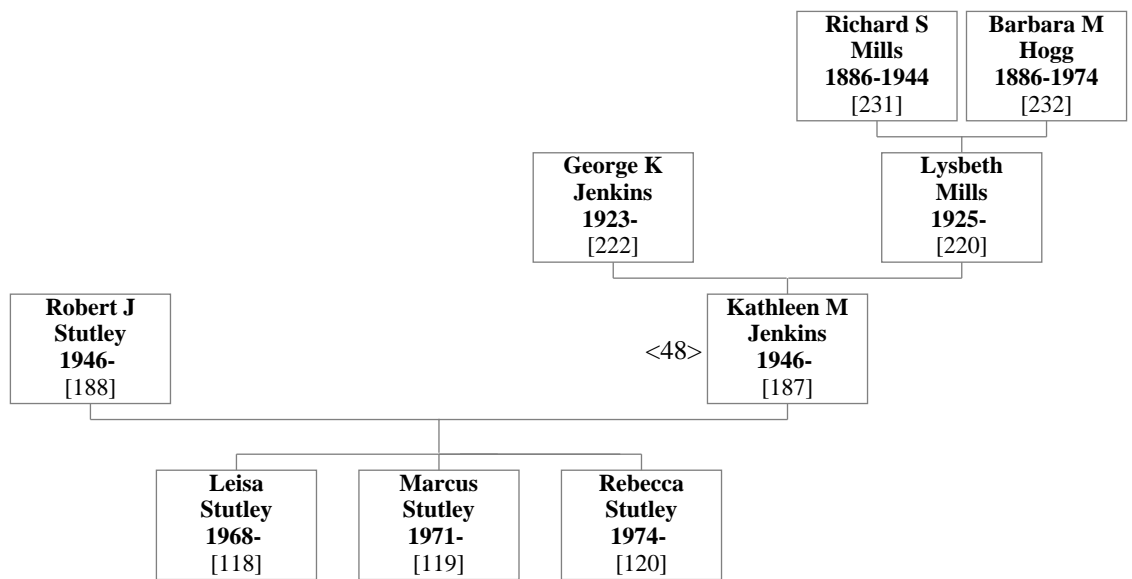 Richard S
Mills
1886-1944
[231]
Barbara M
Hogg
1886-1974
[232]
George K
Jenkins
1923-
[222]
Lysbeth
Mills
1925-
[220]
Robert J
Stutley
1946-
[188]
<48>
Kathleen M
Jenkins
1946-
[187]
Leisa
Stutley
1968-
[118]
Marcus
Stutley
1971-
[119]
Rebecca
Stutley
1974-
[120]